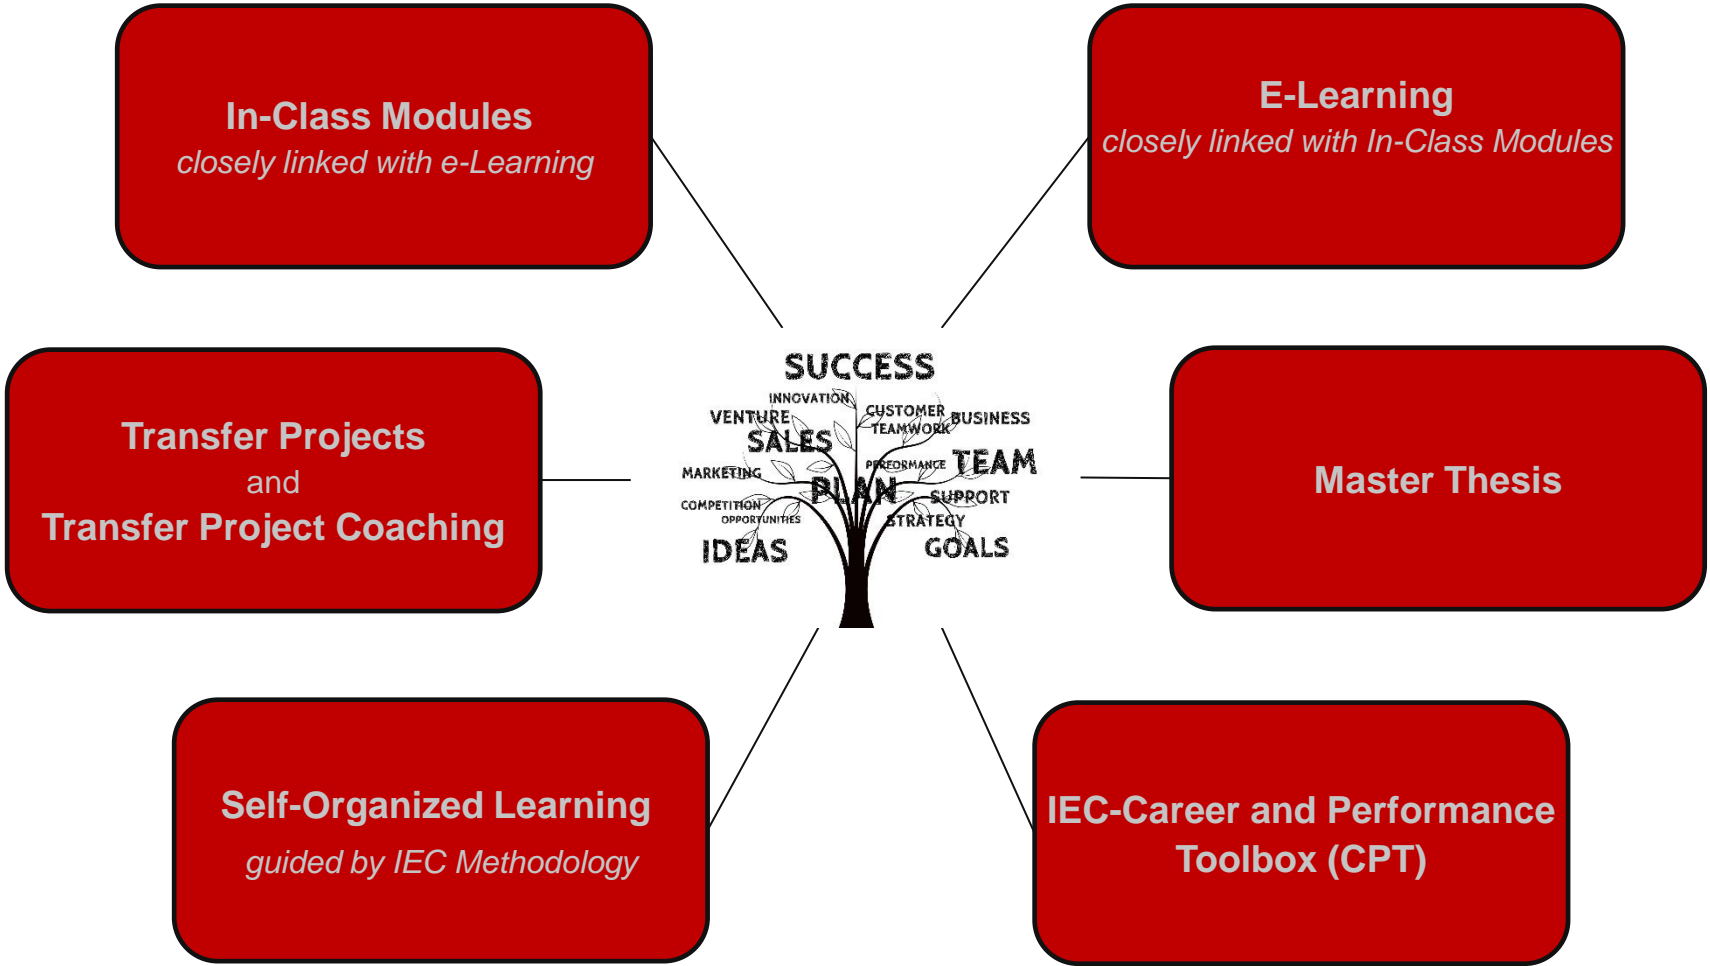 In-Class Modules
closely linked with e-Learning
E-Learning
closely linked with In-Class Modules
Transfer Projects
and
Transfer Project Coaching
SUCCESS
INNOVATION
VENTURE
CUSTOMER
BUSINESS
TEAMWORK
SALES
MARKETING
PERFORMANCE
TEAM
PLAN
COMPETITION
SUPPORT
OPPORTUNITIES
STRATEGY
IDEAS
GOALS
Master Thesis
Self-Organized Learning
guided by IEC Methodology
IEC-Career and Performance
Toolbox (CPT)